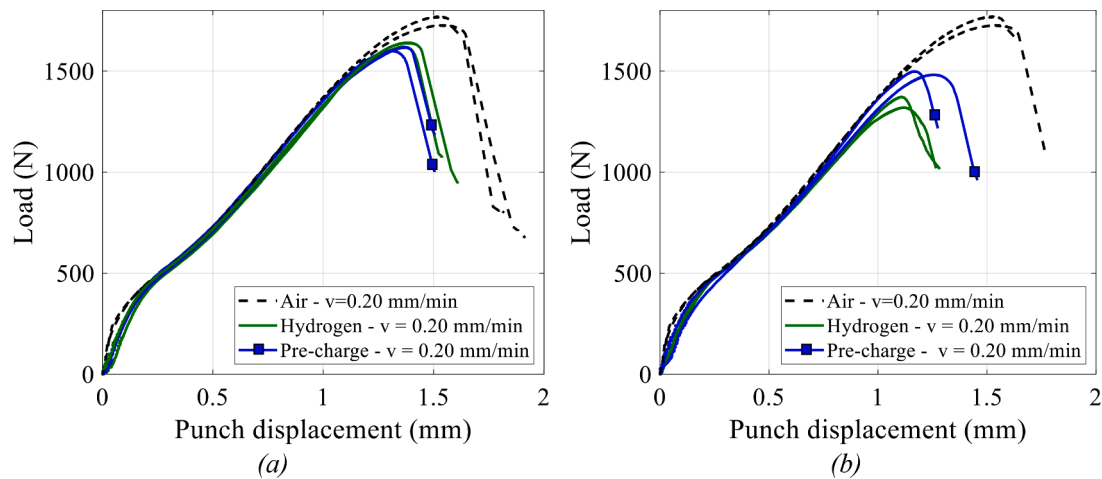 1500
1000
500
0
0
0.5
1
1.5
2
Load (N)
Punch displacement (mm)
Air - v=0.20 mm/min
Hydrogen - v = 0.20 mm/min
Pre-charge - v = 0.20 mm/min
(a)
1500
1000
500
0
0
0.5
1
1.5
2
Load (N)
Punch displacement (mm)
Air - v=0.20 mm/min
Hydrogen - v = 0.20 mm/min
Pre-charge - v = 0.20 mm/min
(b)